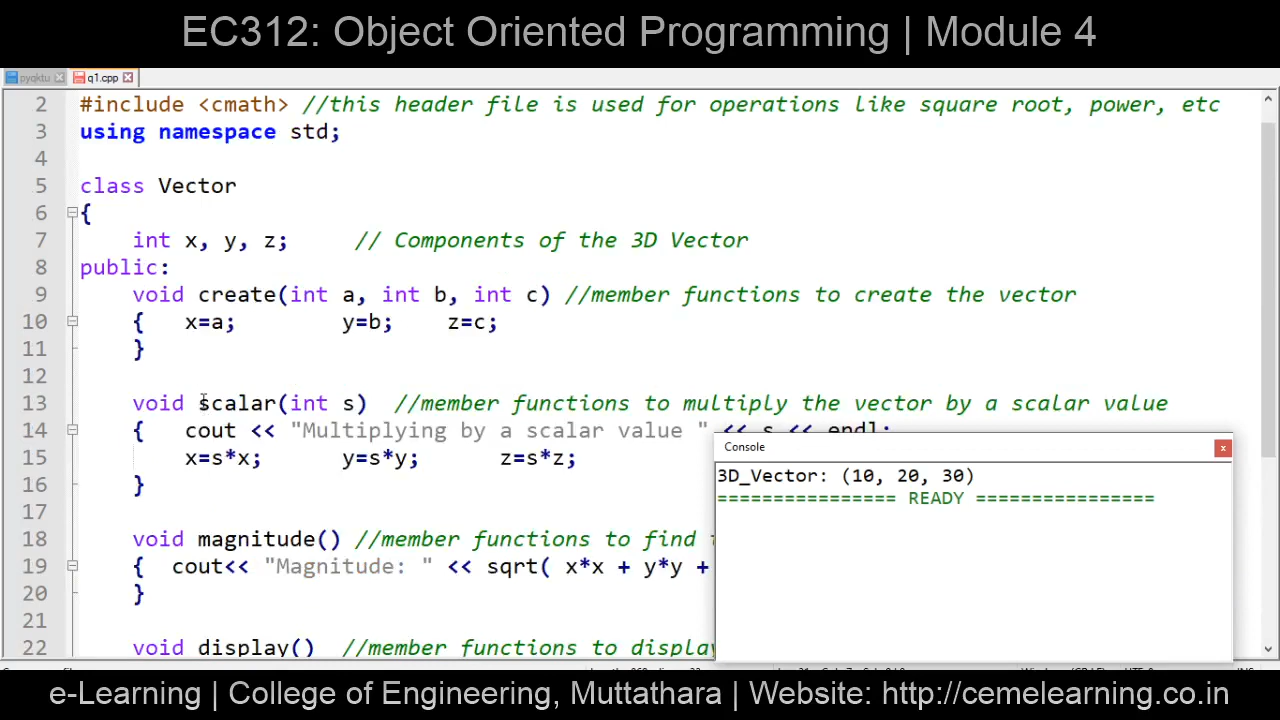 EC312: Object Oriented Programming | Module 4
pyqktu q1.cpp
2 #include <cmath> //this header file is used for operations like square root, power, etc
3 using namespace std;
4
5 class Vector
6 {
7 int x, y, z; // Components of the 3D Vector
8 public:
9 void create(int a, int b, int c) //member functions to create the vector
10 { x=a; y=b; z=c;
11 }
12
13 void scalar(int s) //member functions to multiply the vector by a scalar value
14 { cout << "Multiplying by a scalar value " << s << endl;
15 x=s*x; y=s*y; z=s*z;
16 }
17
18 void magnitude() //member functions to find
19 { cout<< "Magnitude: " << sqrt( x*x + y*y +
20 }
21
22 void display() //member functions to display
Console
3D_Vector: (10, 20, 30)
================ READY ================
e-Learning | College of Engineering, Muttathara | Website: http://cemelearning.co.in